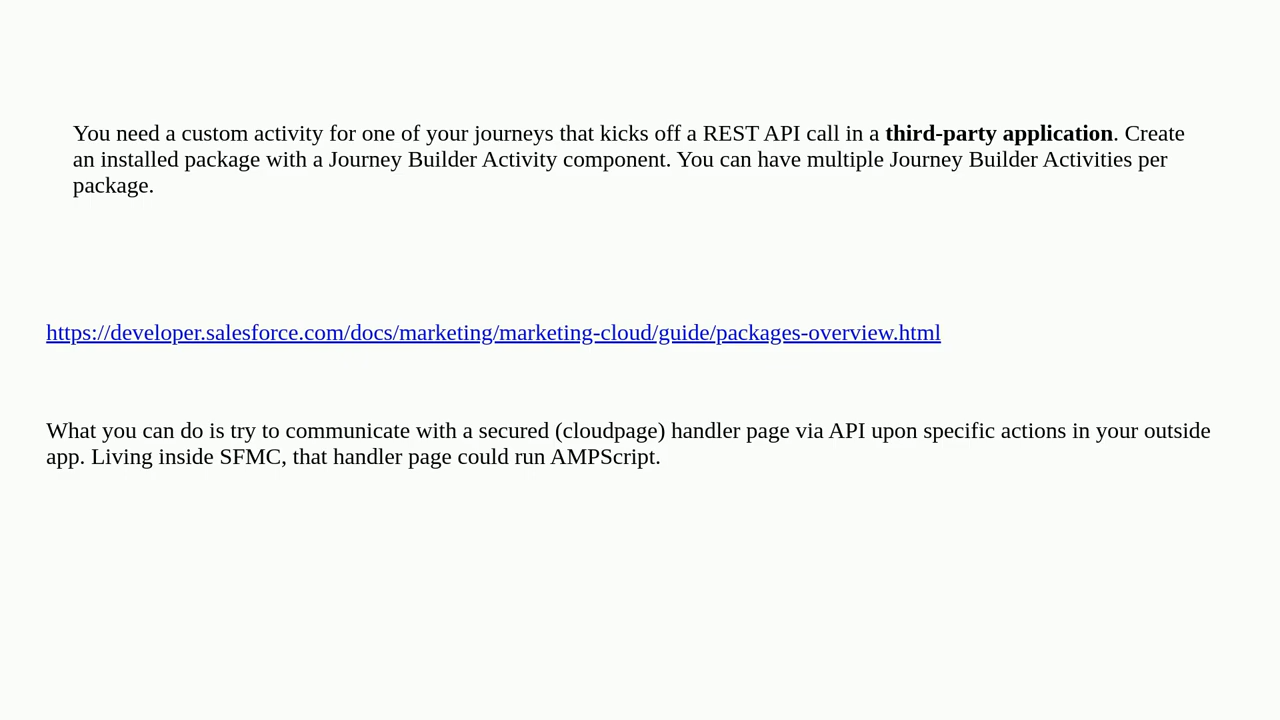 You need a custom activity for one of your journeys that kicks off a REST API call in a third-party application. Create
an installed package with a Journey Builder Activity component. You can have multiple Journey Builder Activities per
package.
https://developer.salesforce.com/docs/marketing/marketing-cloud/guide/packages-overview.html
What you can do is try to communicate with a secured (cloudpage) handler page via API upon specific actions in your outside
app. Living inside SFMC, that handler page could run AMPScript.